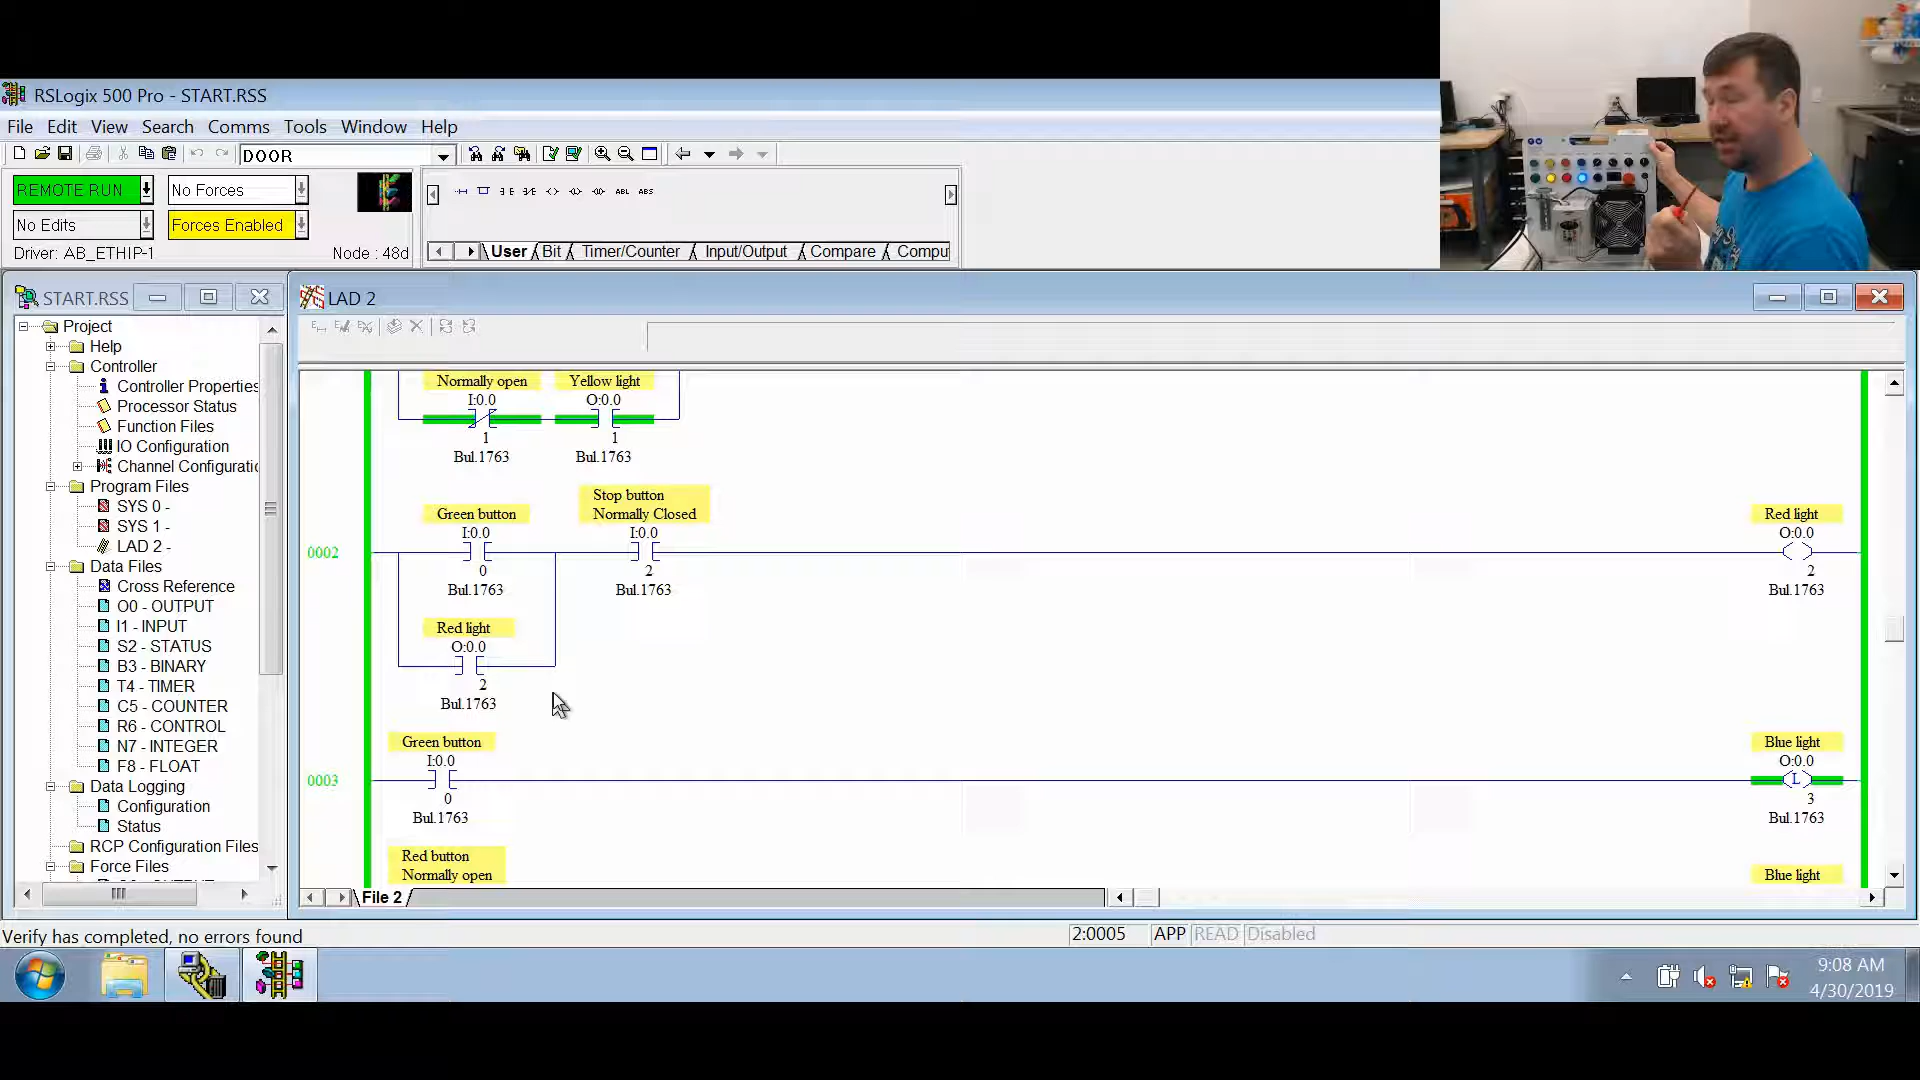 RSLogix 500 Pro - START.RSS
File Edit View Search Comms Tools Window Help
DOOR
REMOTE RUN
No Forces
No Edits
Forces Enabled
Driver: AB_ETHIP-1
Node : 48d
ABL ABS
User Bit Timer/Counter Input/Output Compare Compu
START.RSS
Project
Help
Controller
Controller Properties
Processor Status
Function Files
IO Configuration
Channel Configuratic
Program Files
SYS 0 -
SYS 1 -
LAD 2 -
Data Files
Cross Reference
O0 - OUTPUT
I1 - INPUT
S2 - STATUS
B3 - BINARY
T4 - TIMER
C5 - COUNTER
R6 - CONTROL
N7 - INTEGER
F8 - FLOAT
Data Logging
Configuration
Status
RCP Configuration Files
Force Files
LAD 2
Normally open
I:0.0
1
Bul.1763
Yellow light
O:0.0
1
Bul.1763
0002
Green button
I:0.0
0
Bul.1763
Stop button
Normally Closed
I:0.0
2
Bul.1763
Red light
O:0.0
2
Bul.1763
Red light
O:0.0
2
Bul.1763
0003
Green button
I:0.0
0
Bul.1763
Blue light
O:0.0
L
3
Bul.1763
Red button
Normally open
Blue light
File 2
Verify has completed, no errors found
2:0005 APP READ Disabled
9:08 AM
4/30/2019